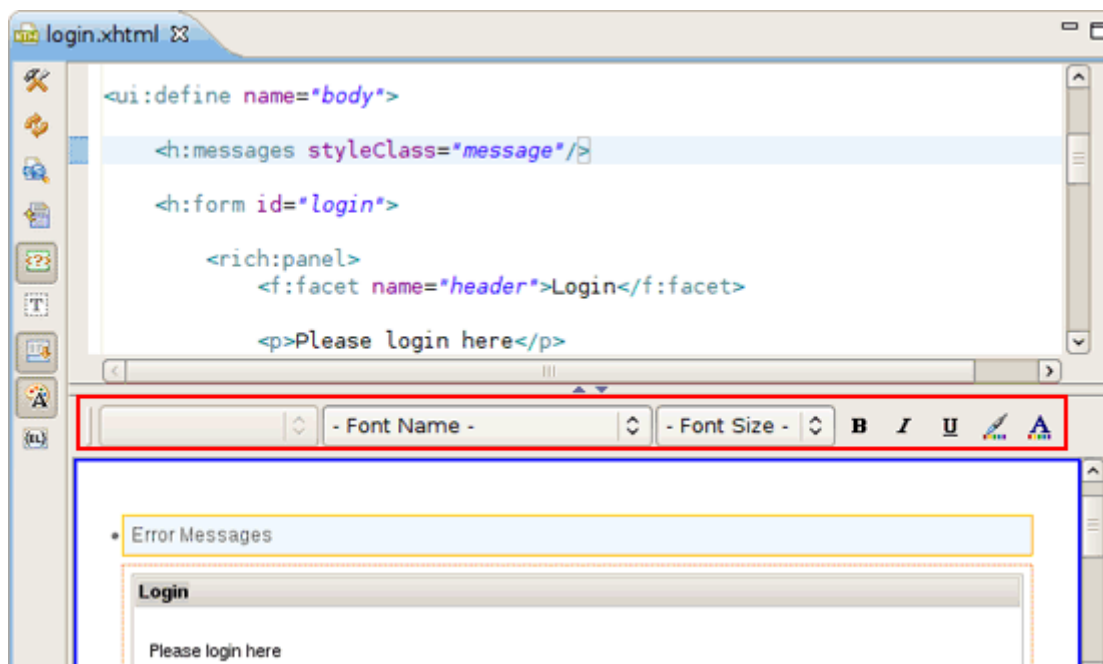 login.xhtml
<ui:define name="body">
<h:messages styleClass="message"/>
<h:form id="login">
<rich:panel>
<f:facet name="header">Login</f:facet>
<p>Please login here</p>
- Font Name -
- Font Size -
B I U A
Error Messages
Login
Please login here